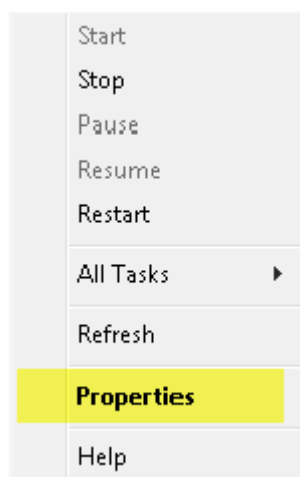 Start
Stop
Pause
Resume
Restart
All Tasks
Refresh
Properties
Help